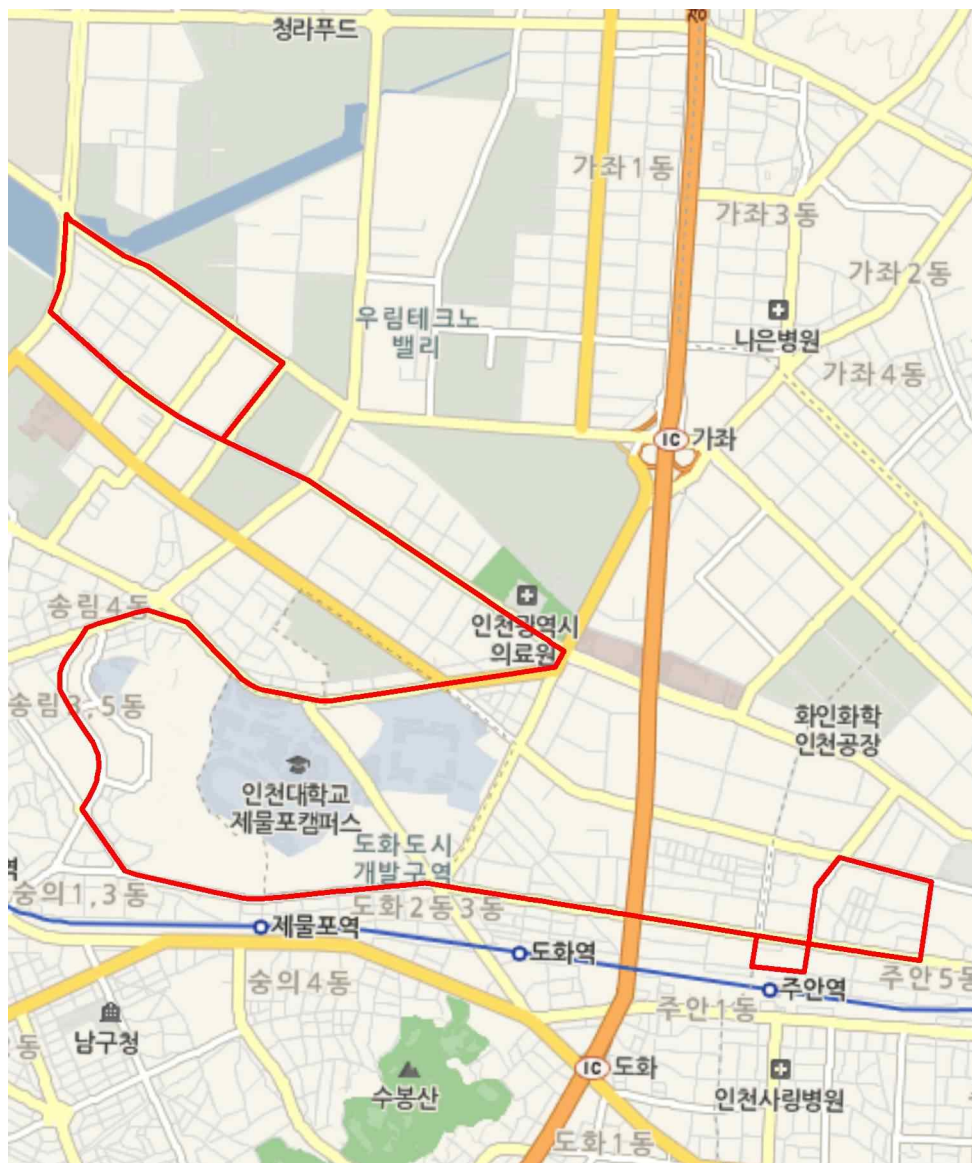 청라푸드
가좌1동
가좌3동
가좌2동
우림테크노
밸리
나은병원
가좌4동
IC 가좌
송림4동
인천광역시
의료원
송림3,5동
화인화학
인천공장
인천대학교
제물포캠퍼스
도화도시
개발구역
역
숭의1,3동
도화2동3동
제물포역
도화역
주안5동
숭의4동
주안역
주안1동
남구청
동
IC 도화
수봉산
인천사랑병원
도화1동